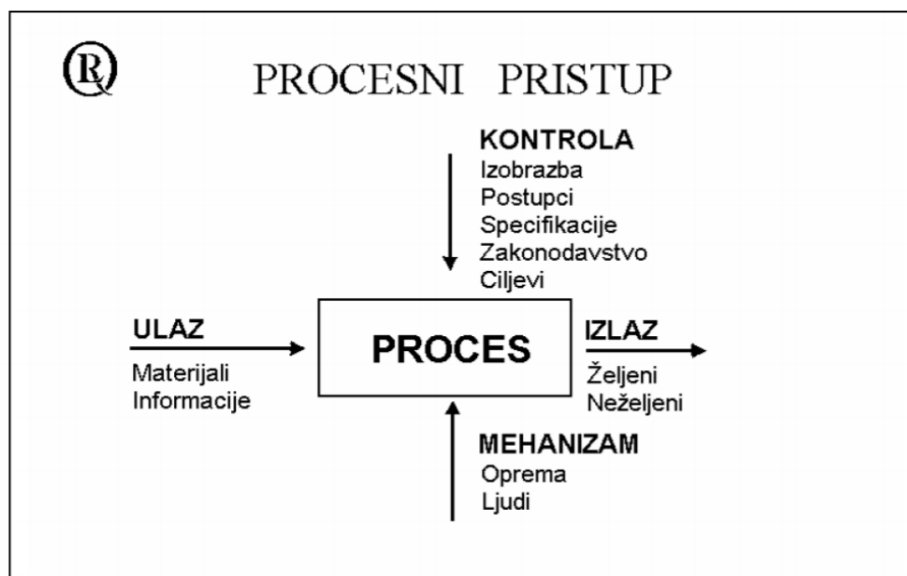 PROCESNI PRISTUP
KONTROLA
Izobrazba
Postupci
Specifikacije
Zakonodavstvo
Ciljevi
ULAZ
Materijali
Informacije
PROCES
IZLAZ
Željeni
Neželjeni
MEHANIZAM
Oprema
Ljudi